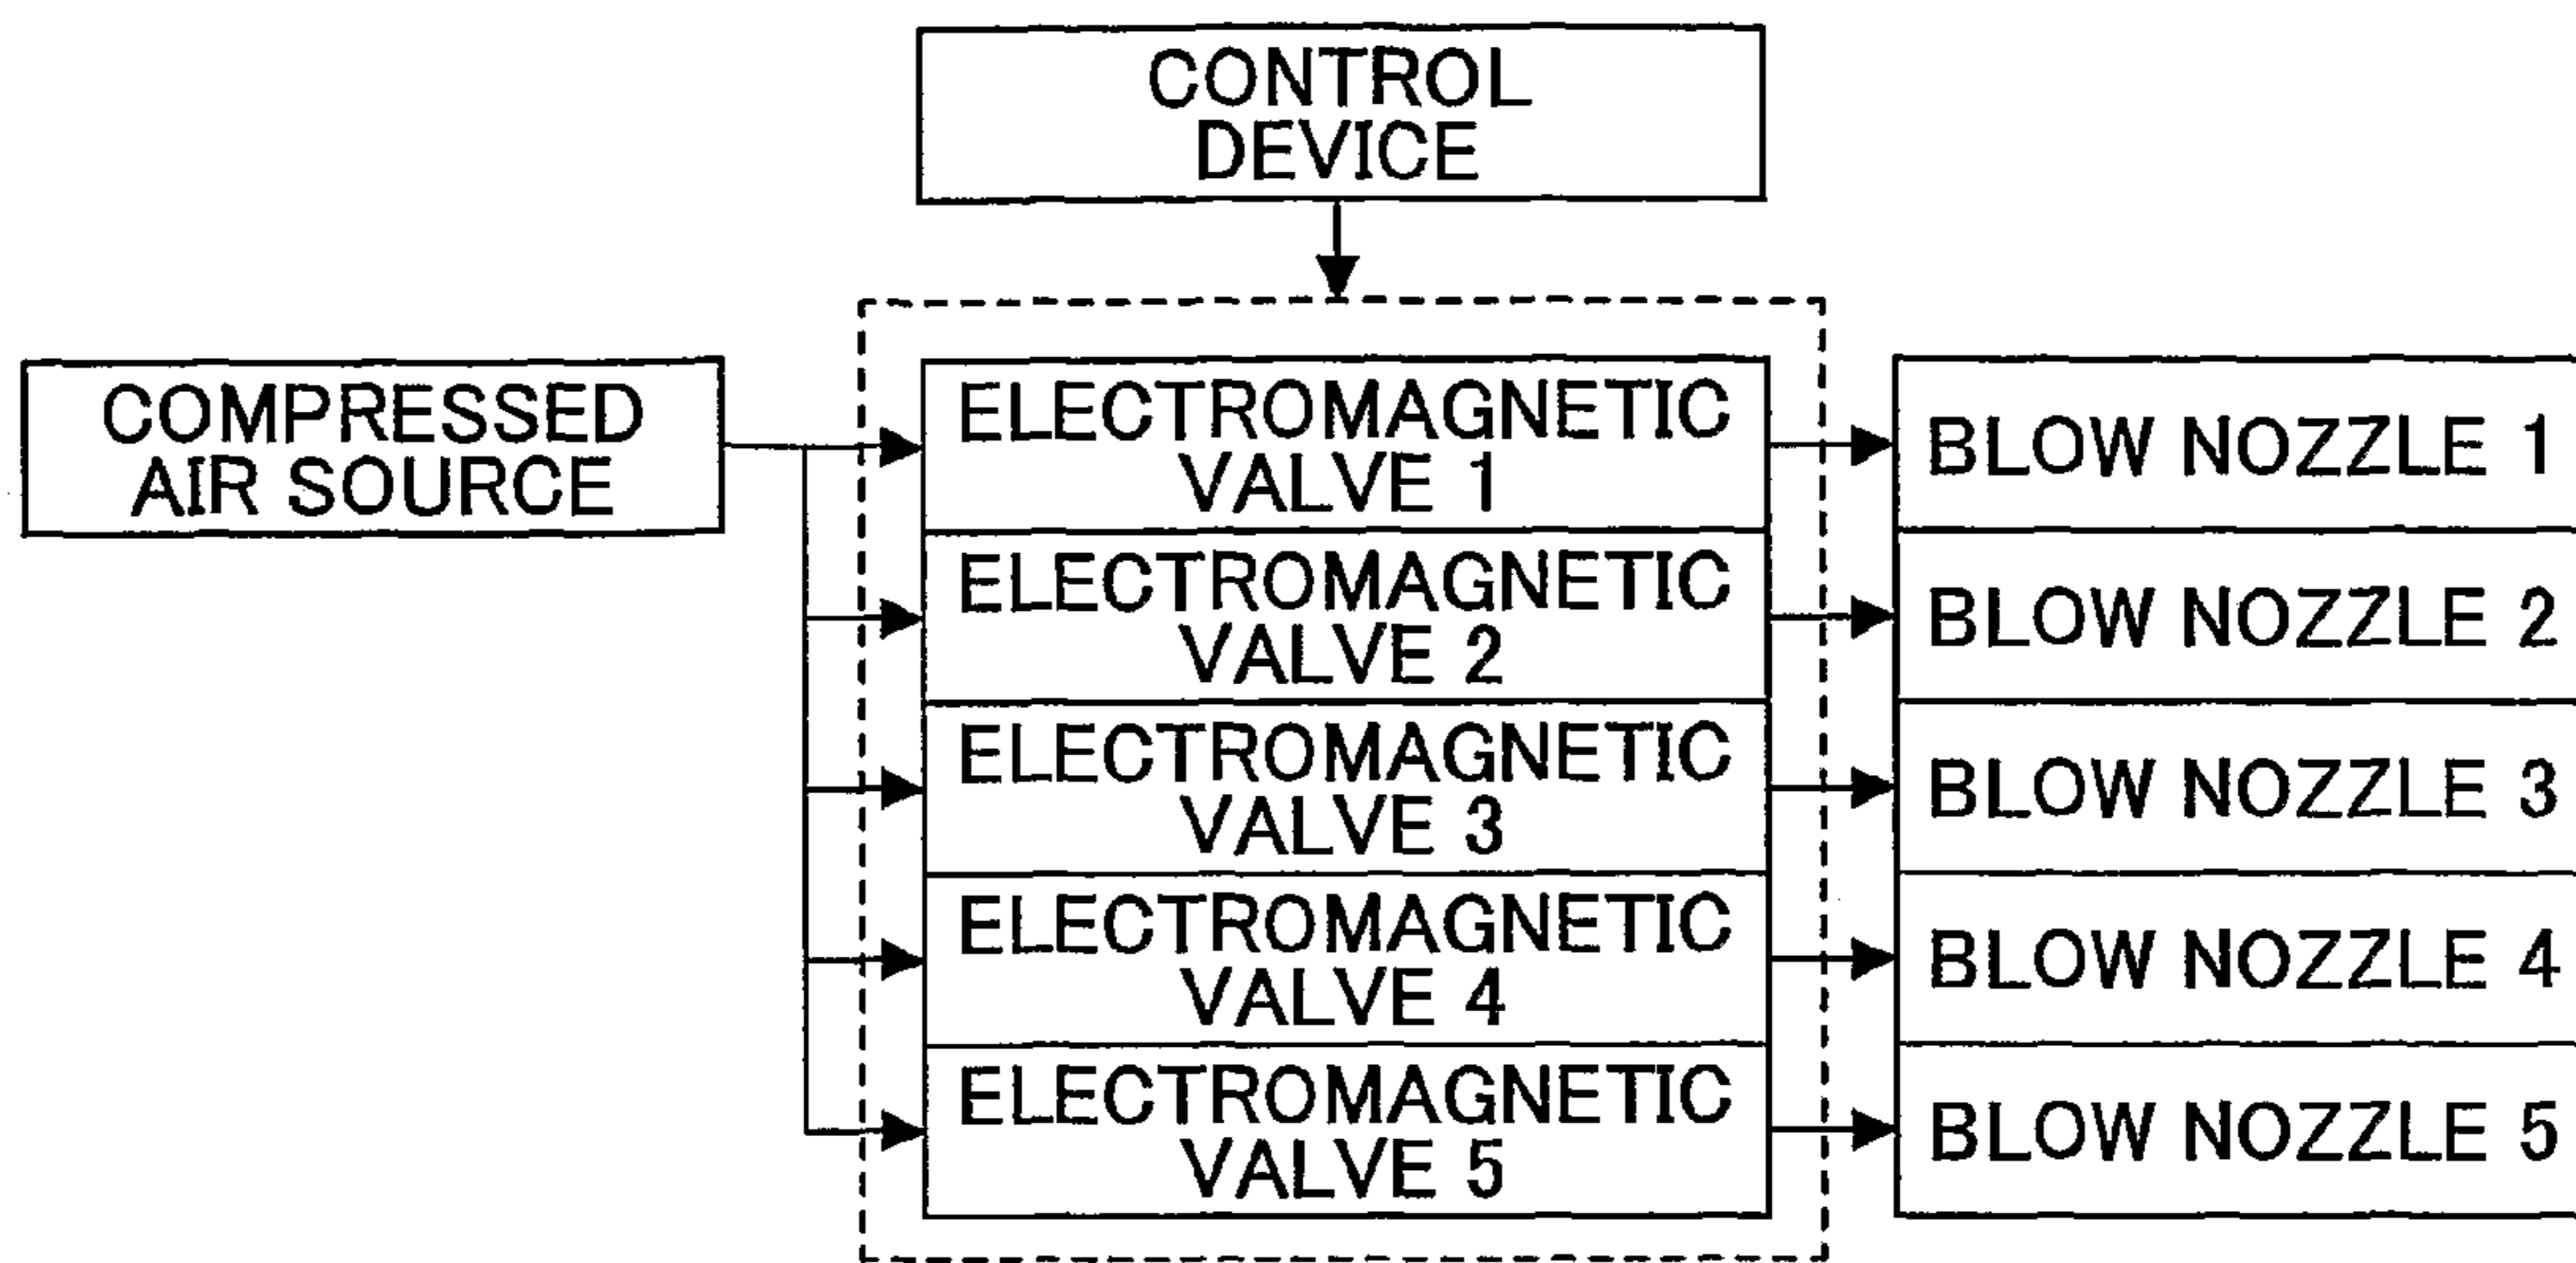 CONTROL
DEVICE
COMPRESSED
AIR SOURCE
ELECTROMAGNETIC
VALVE 1
BLOW NOZZLE 1
ELECTROMAGNETIC
VALVE 2
BLOW NOZZLE 2
ELECTROMAGNETIC
VALVE 3
BLOW NOZZLE 3
ELECTROMAGNETIC
VALVE 4
BLOW NOZZLE 4
ELECTROMAGNETIC
VALVE 5
BLOW NOZZLE 5